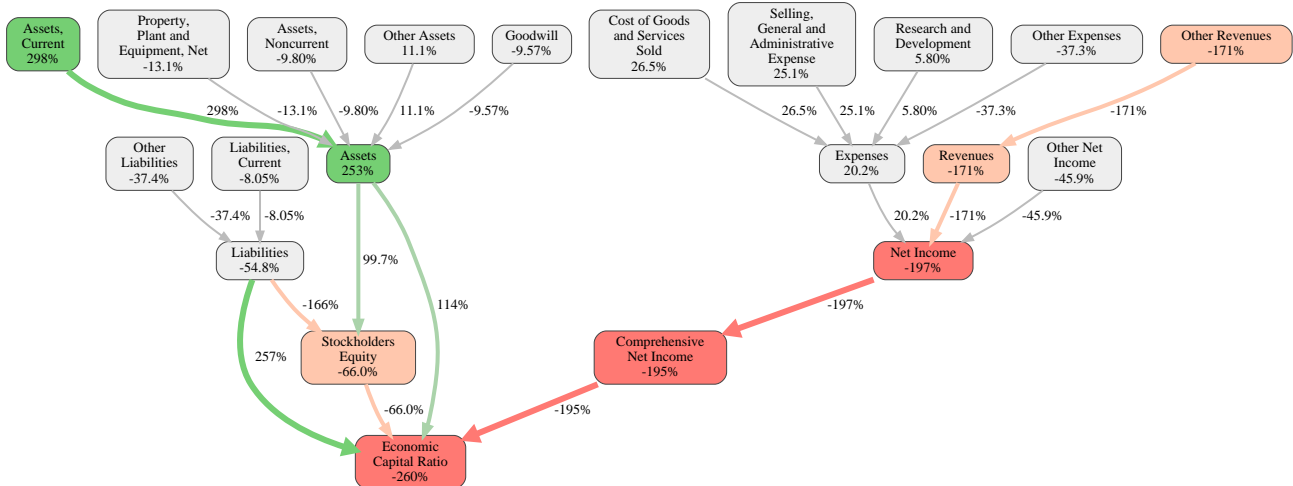 Assets,
Current
298%
Property,
Plant and
Equipment, Net
-13.1%
Assets,
Noncurrent
-9.80%
Other Assets
11.1%
Goodwill
-9.57%
Cost of Goods
and Services
Sold
26.5%
Selling,
General and
Administrative
Expense
25.1%
Research and
Development
5.80%
Other Expenses
-37.3%
Other Revenues
-171%
298%
-13.1%
-9.80%
11.1%
-9.57%
26.5%
25.1%
5.80%
-37.3%
-171%
Other
Liabilities
-37.4%
Liabilities,
Current
-8.05%
Assets
253%
Expenses
20.2%
Revenues
-171%
Other Net
Income
-45.9%
-37.4%
-8.05%
20.2%
-171%
-45.9%
Liabilities
-54.8%
99.7%
Net Income
-197%
-166%
114%
-197%
257%
Stockholders
Equity
-66.0%
Comprehensive
Net Income
-195%
-66.0%
-195%
Economic
Capital Ratio
-260%